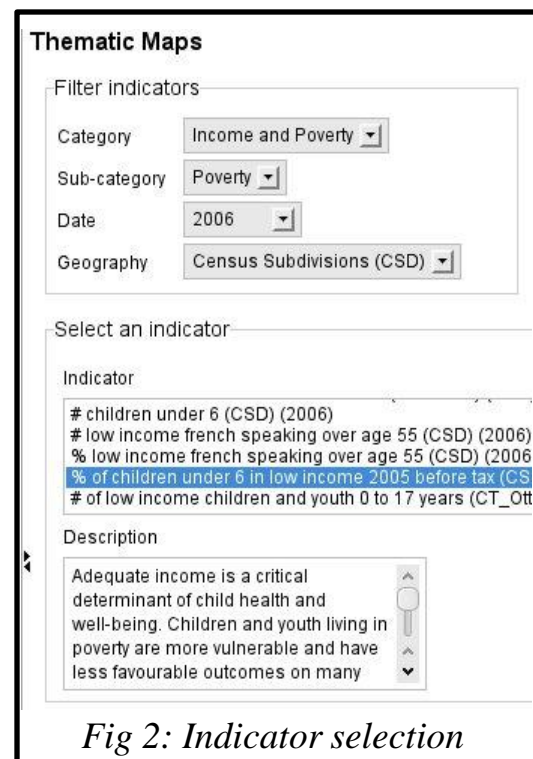 Thematic Maps
Filter indicators
Category Income and Poverty
Sub-category Poverty
Date 2006
Geography Census Subdivisions (CSD)
Select an indicator
Indicator
# children under 6 (CSD) (2006)
# low income french speaking over age 55 (CSD) (2006)
% low income french speaking over age 55 (CSD) (2006
% of children under 6 in low income 2005 before tax (CS
# of low income children and youth 0 to 17 years (CT_Ott
Description
Adequate income is a critical
determinant of child health and
well-being. Children and youth living in
poverty are more vulnerable and have
less favourable outcomes on many
Fig 2: Indicator selection